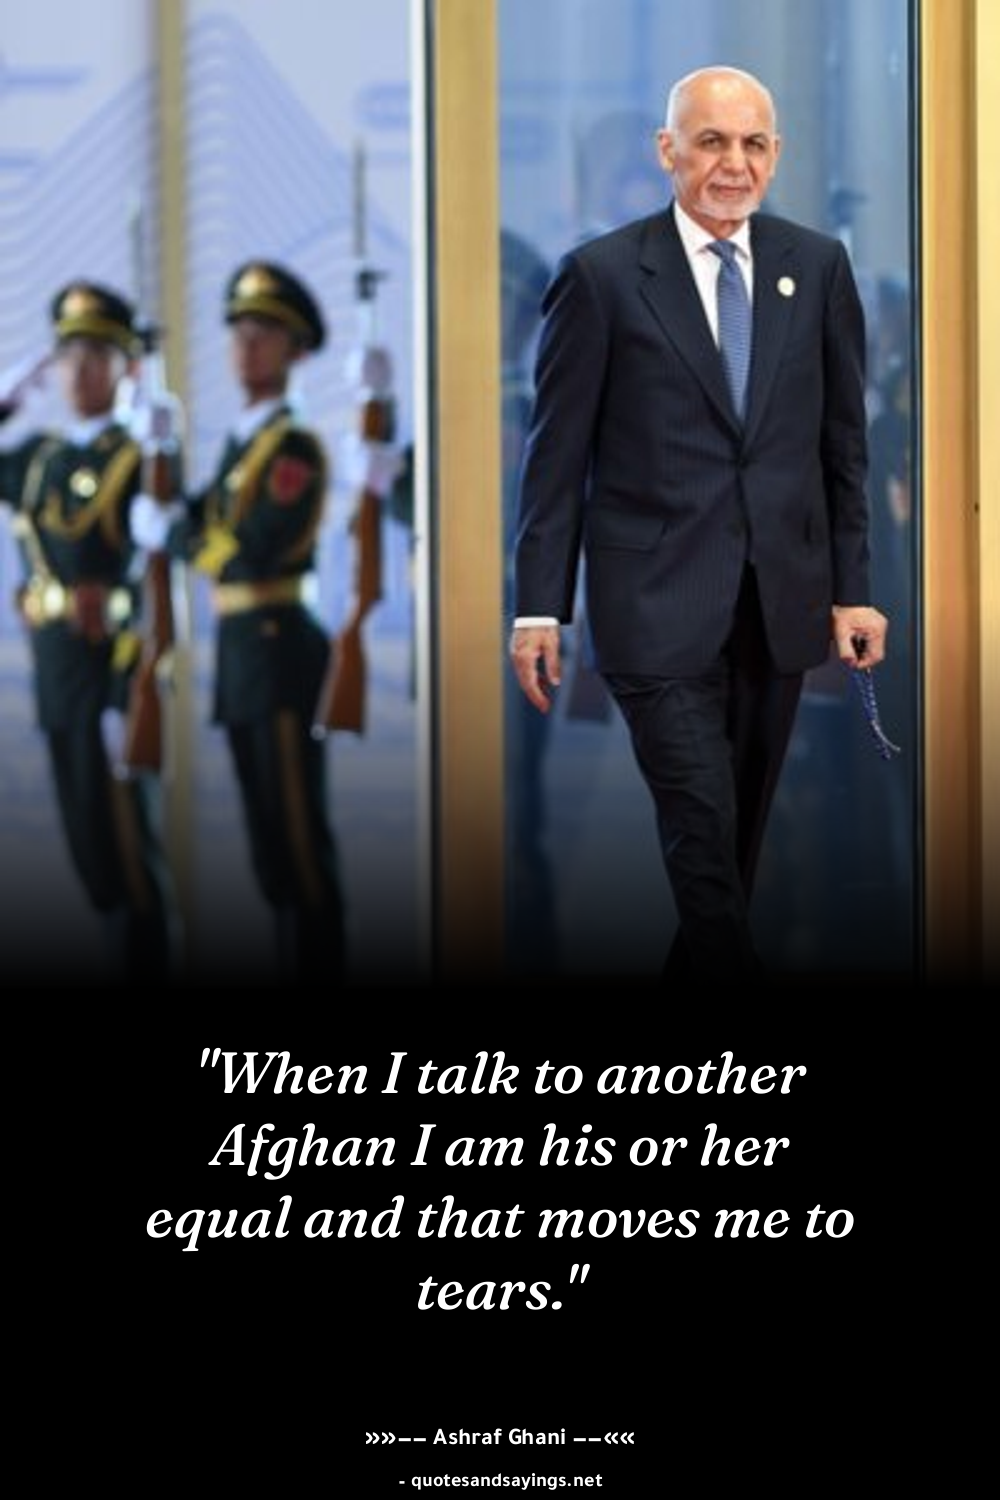 "When I talk to another
Afghan I am his or her
equal and that moves me to
tears."
»»—— Ashraf Ghani ——««
- quotesandsayings.net